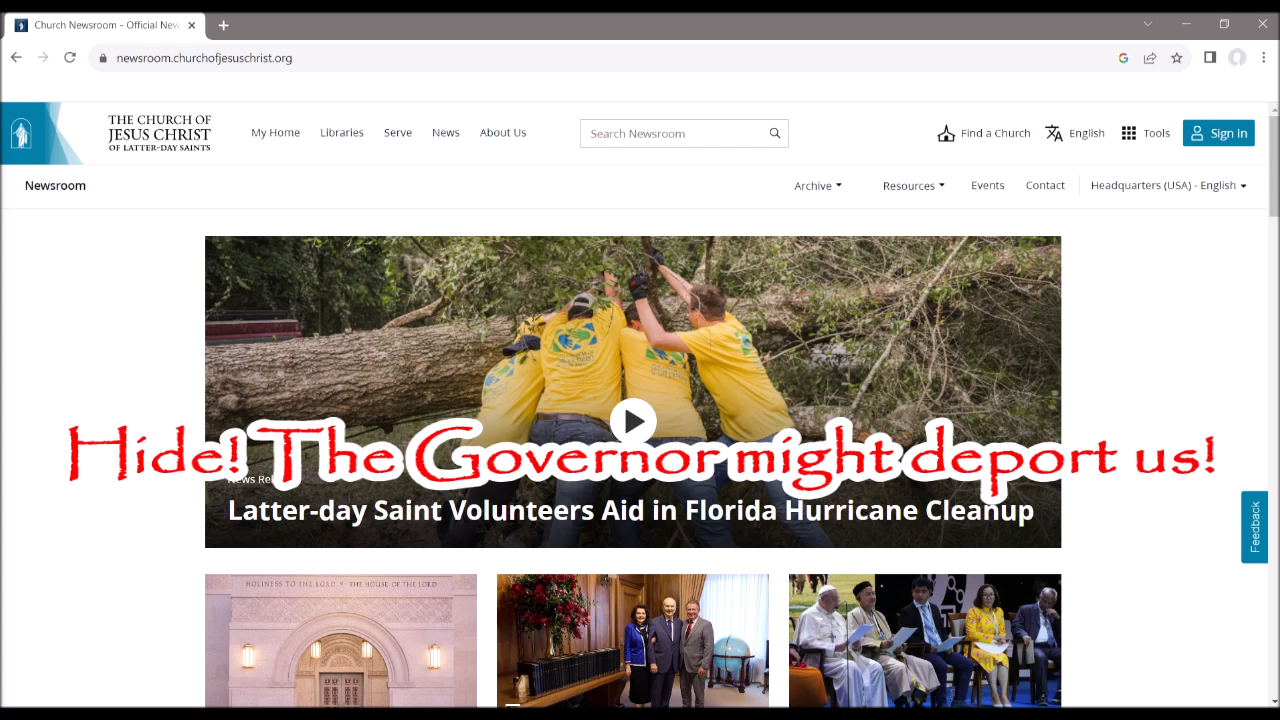 Church Newsroom - Official New
newsroom.churchofjesuschrist.org
THE CHURCH OF
JESUS CHRIST
OF LATTER-DAY SAINTS
My Home Libraries Serve News About Us
Search Newsroom
Find a Church English Tools Sign In
Newsroom
Archive Resources Events Contact Headquarters (USA) - English
Hide! The Governor might deport us!
News Rel
Latter-day Saint Volunteers Aid in Florida Hurricane Cleanup
Feedback
HOLINESS TO THE LORD THE HOUSE OF THE LORD